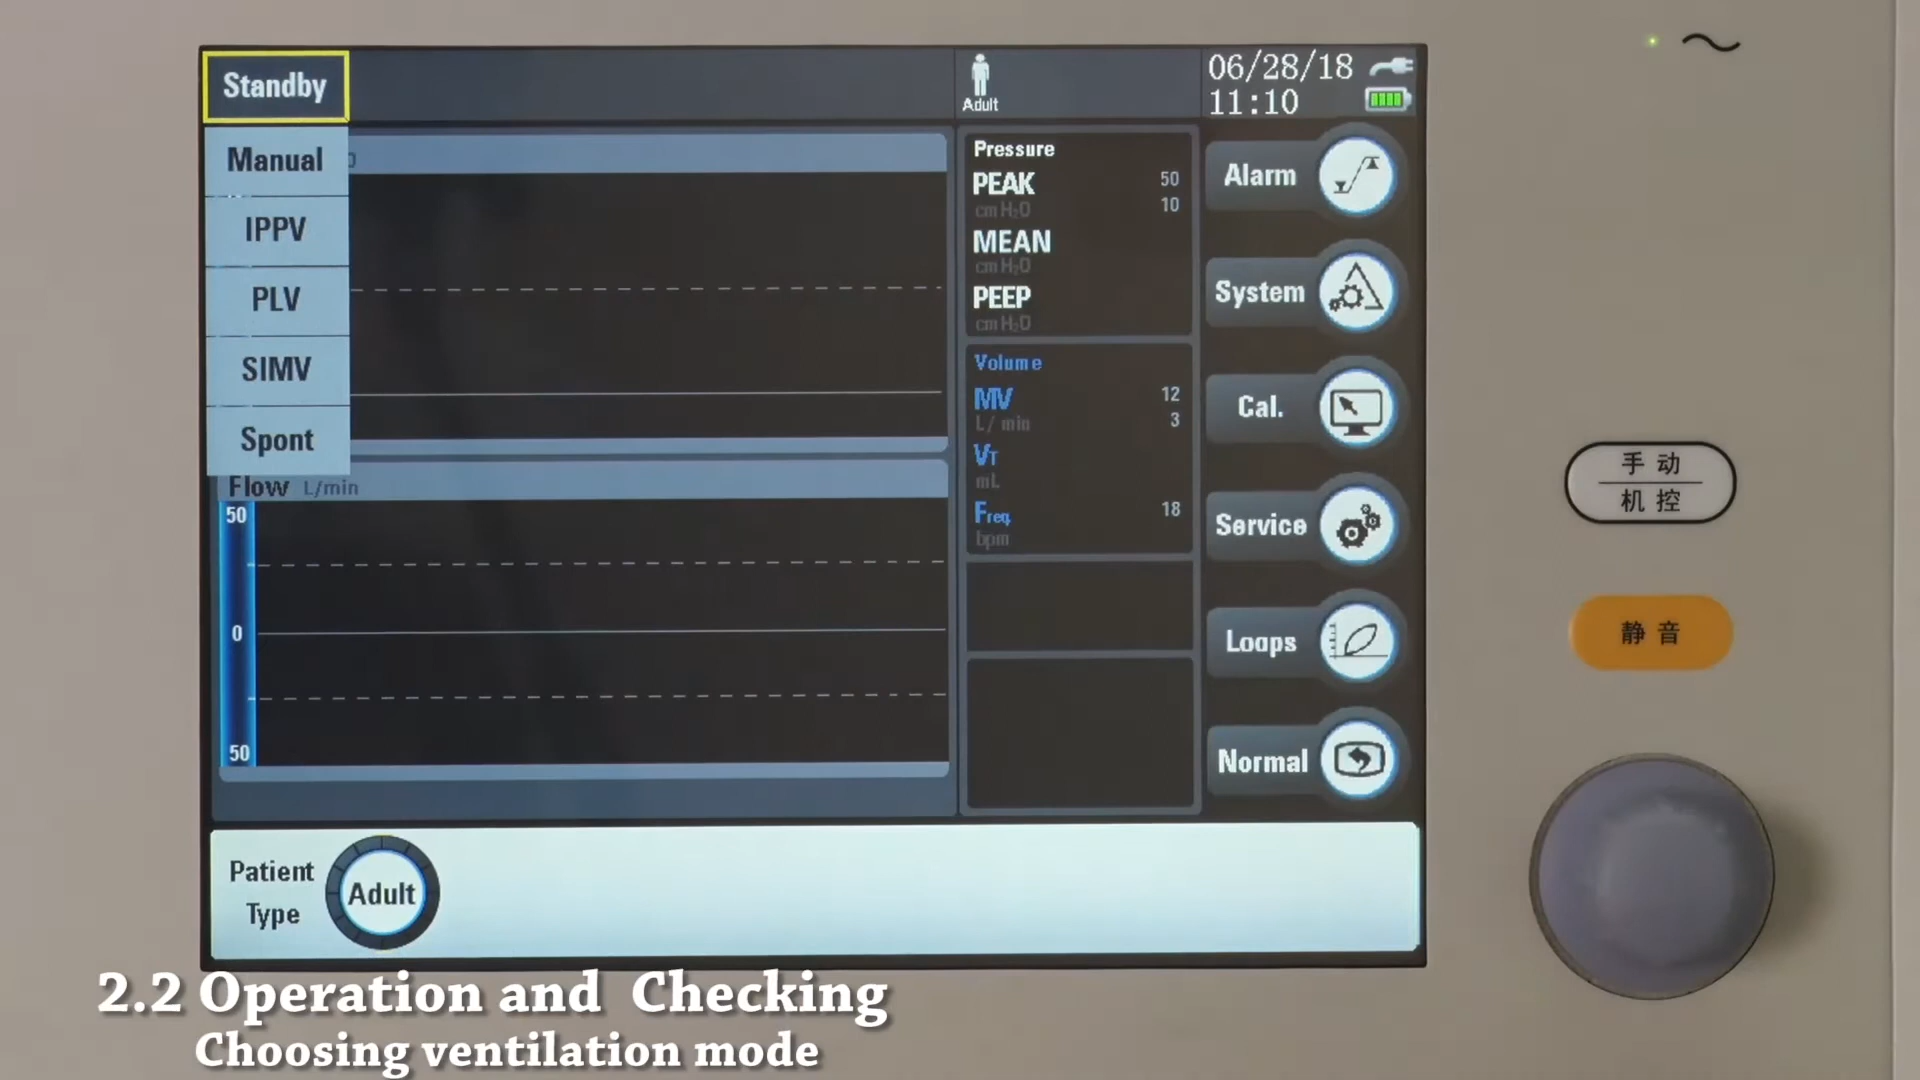 Standby
Adult
06/28/18
11:10
Manual
IPPV
PLV
SIMV
Spont
Flow L/min
50
0
50
Pressure
PEAK 50
cmH₂O 10
MEAN
cmH₂O
PEEP
cmH₂O
Volume
MV 12
L/min 3
VT
mL
Freq. 18
bpm
Alarm
System
Cal.
Service
Loops
Normal
手动
机控
静音
Patient
Type
Adult
2.2 Operation and Checking
Choosing ventilation mode